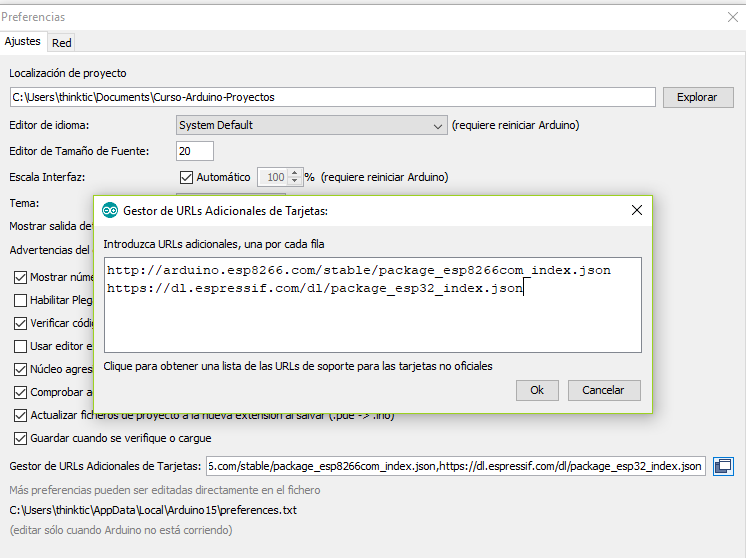 Preferencias
Ajustes Red
Localización de proyecto
C:\Users\thinktic\Documents\Curso-Arduino-Proyectos Explorar
Editor de idioma: System Default (requiere reiniciar Arduino)
Editor de Tamaño de Fuente: 20
Escala Interfaz: Automático 100 % (requiere reiniciar Arduino)
Tema:
Mostrar salida de
Advertencias del
Gestor de URLs Adicionales de Tarjetas:
Introduzca URLs adicionales, una por cada fila
http://arduino.esp8266.com/stable/package_esp8266com_index.json
https://dl.espressif.com/dl/package_esp32_index.json
Clique para obtener una lista de las URLs de soporte para las tarjetas no oficiales
Ok Cancelar
Mostrar núme
Habilitar Plega
Verificar códig
Usar editor e
Núcleo agres
Comprobar a
Actualizar ficheros de proyecto a la nueva extensión al salvar (.pde -> .ino)
Guardar cuando se verifique o cargue
Gestor de URLs Adicionales de Tarjetas: 6.com/stable/package_esp8266com_index.json,https://dl.espressif.com/dl/package_esp32_index.json
Más preferencias pueden ser editadas directamente en el fichero
C:\Users\thinktic\AppData\Local\Arduino15\preferences.txt
(editar sólo cuando Arduino no está corriendo)